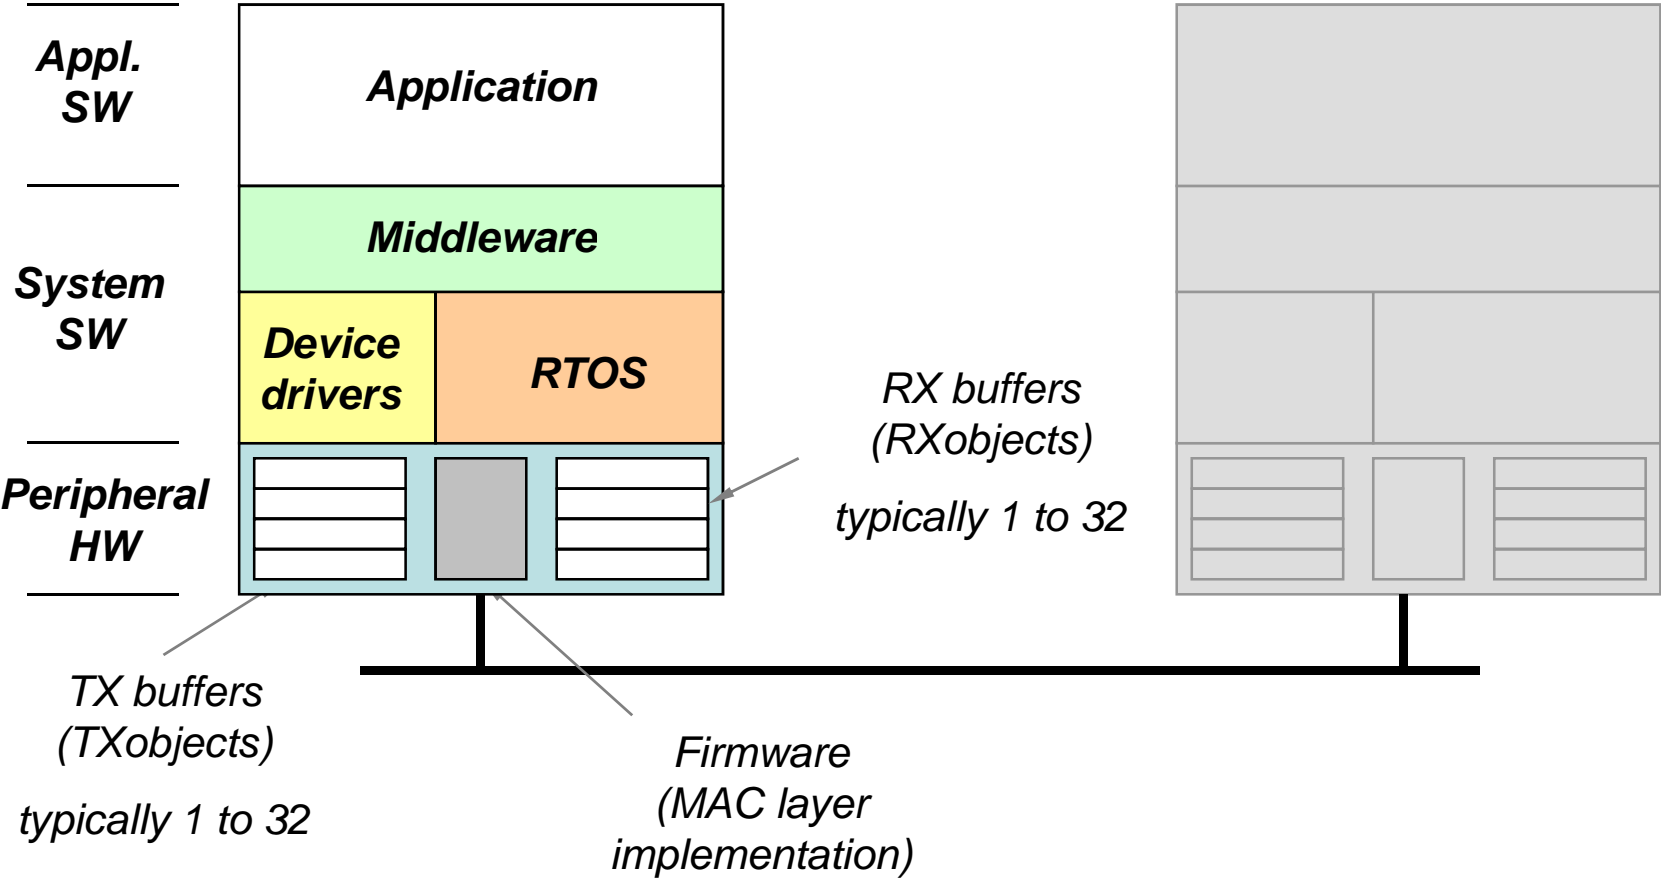 Appl.
SW
Application
Middleware
System
SW
Device
drivers
RTOS
RX buffers
(RXobjects)
typically 1 to 32
Peripheral
HW
TX buffers
(TXobjects)
typically 1 to 32
Firmware
(MAC layer
implementation)